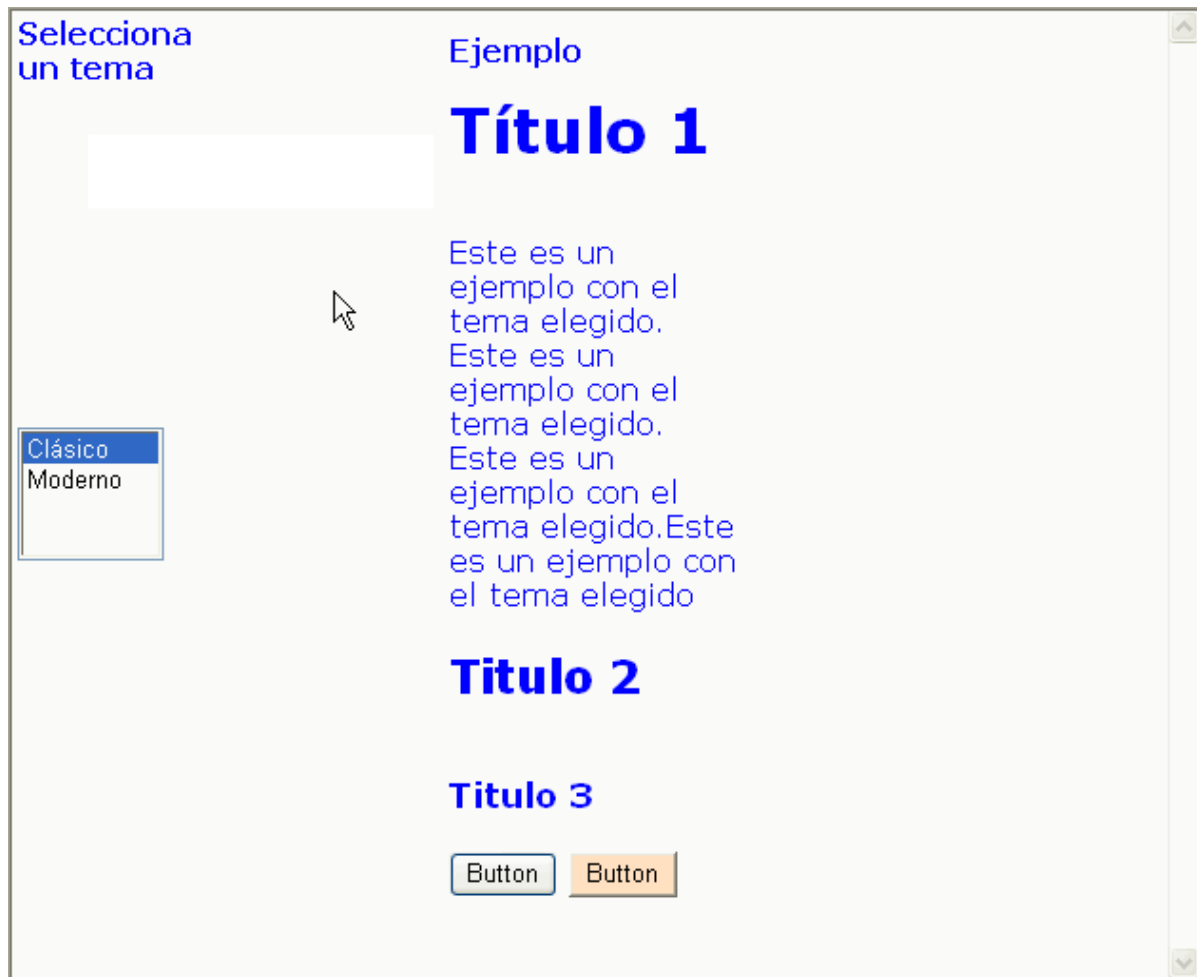 Selecciona
un tema
Clásico
Moderno
Ejemplo
Título 1
Este es un
ejemplo con el
tema elegido.
Este es un
ejemplo con el
tema elegido.
Este es un
ejemplo con el
tema elegido.Este
es un ejemplo con
el tema elegido
Titulo 2
Titulo 3
Button Button